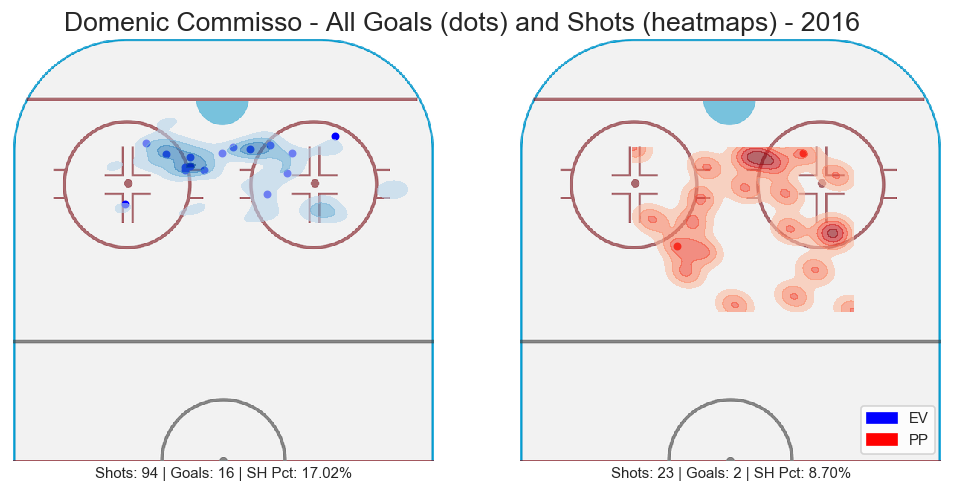 Domenic Commisso - All Goals (dots) and Shots (heatmaps) - 2016
EV
PP
Shots: 94 | Goals: 16 | SH Pct: 17.02%
Shots: 23 | Goals: 2 | SH Pct: 8.70%